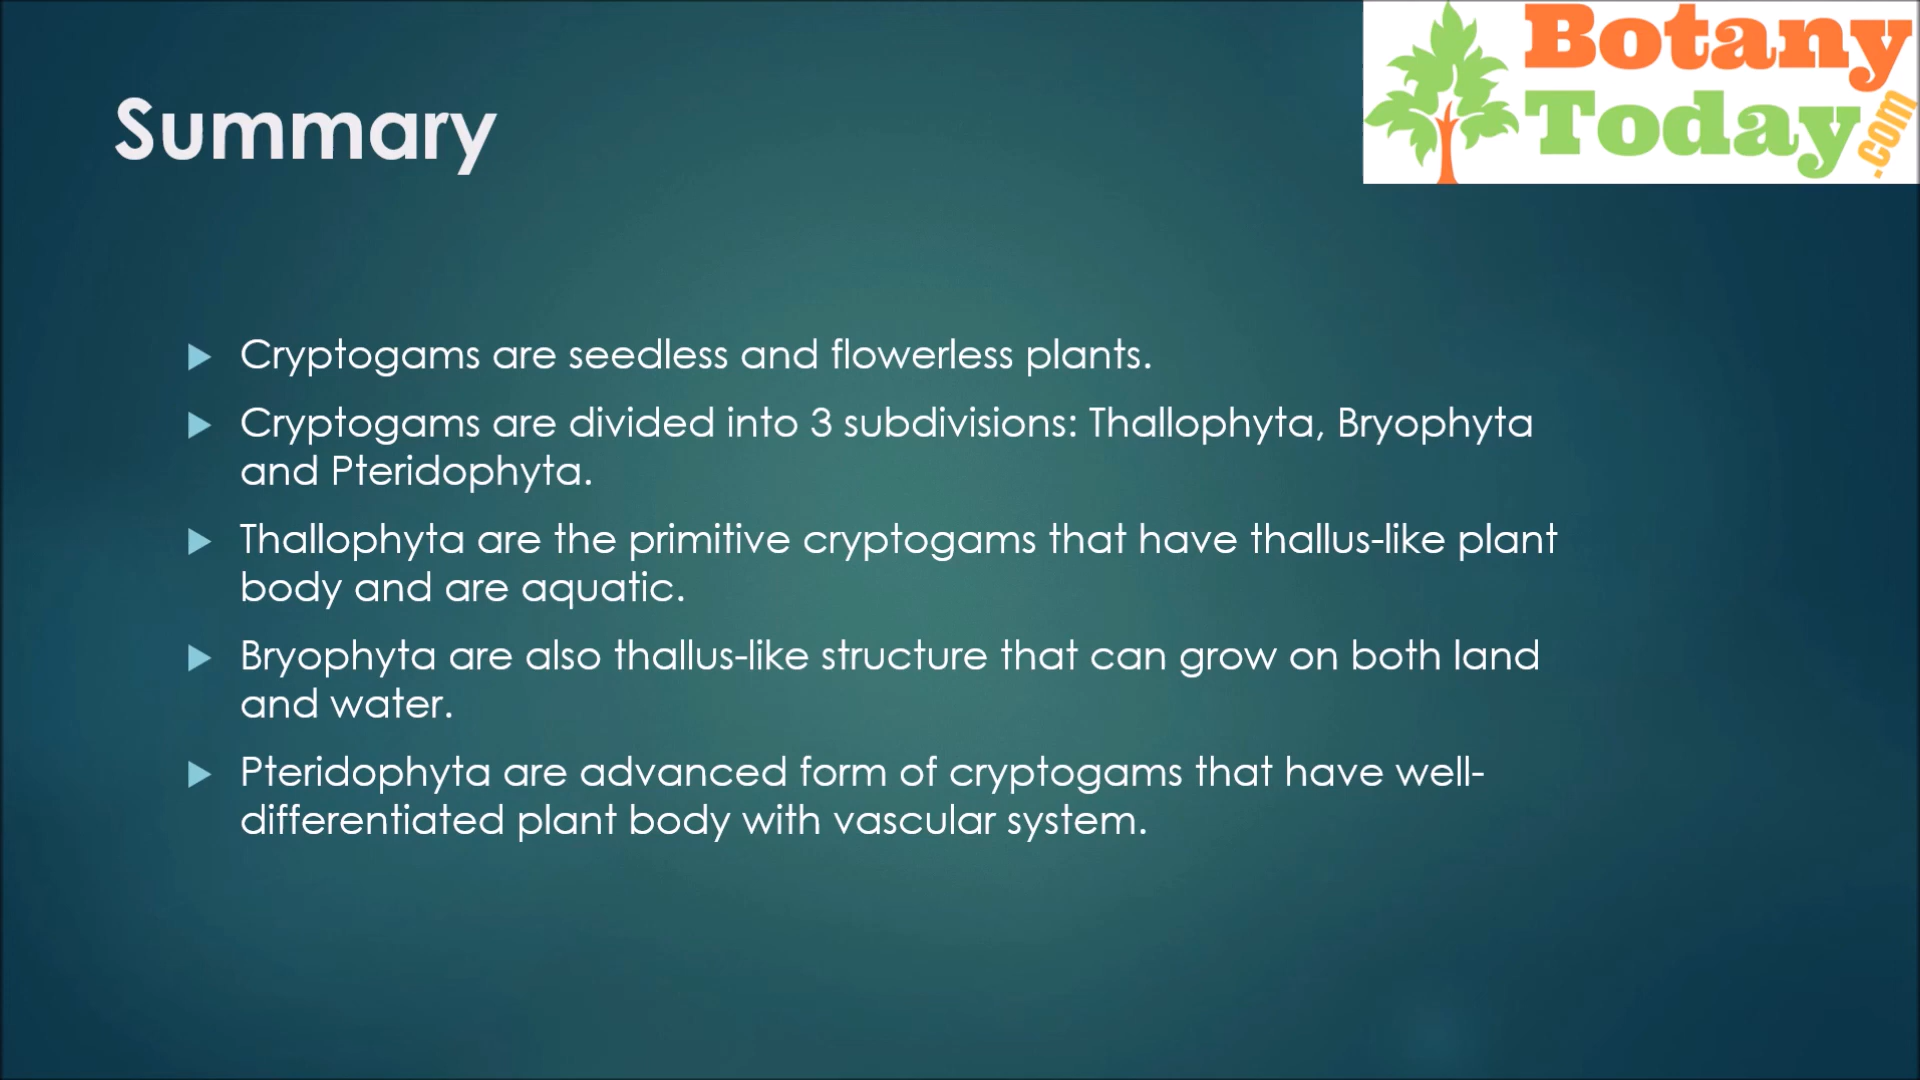 Summary
Botany
Today.com
Cryptogams are seedless and flowerless plants.
Cryptogams are divided into 3 subdivisions: Thallophyta, Bryophyta
and Pteridophyta.
Thallophyta are the primitive cryptogams that have thallus-like plant
body and are aquatic.
Bryophyta are also thallus-like structure that can grow on both land
and water.
Pteridophyta are advanced form of cryptogams that have well-
differentiated plant body with vascular system.